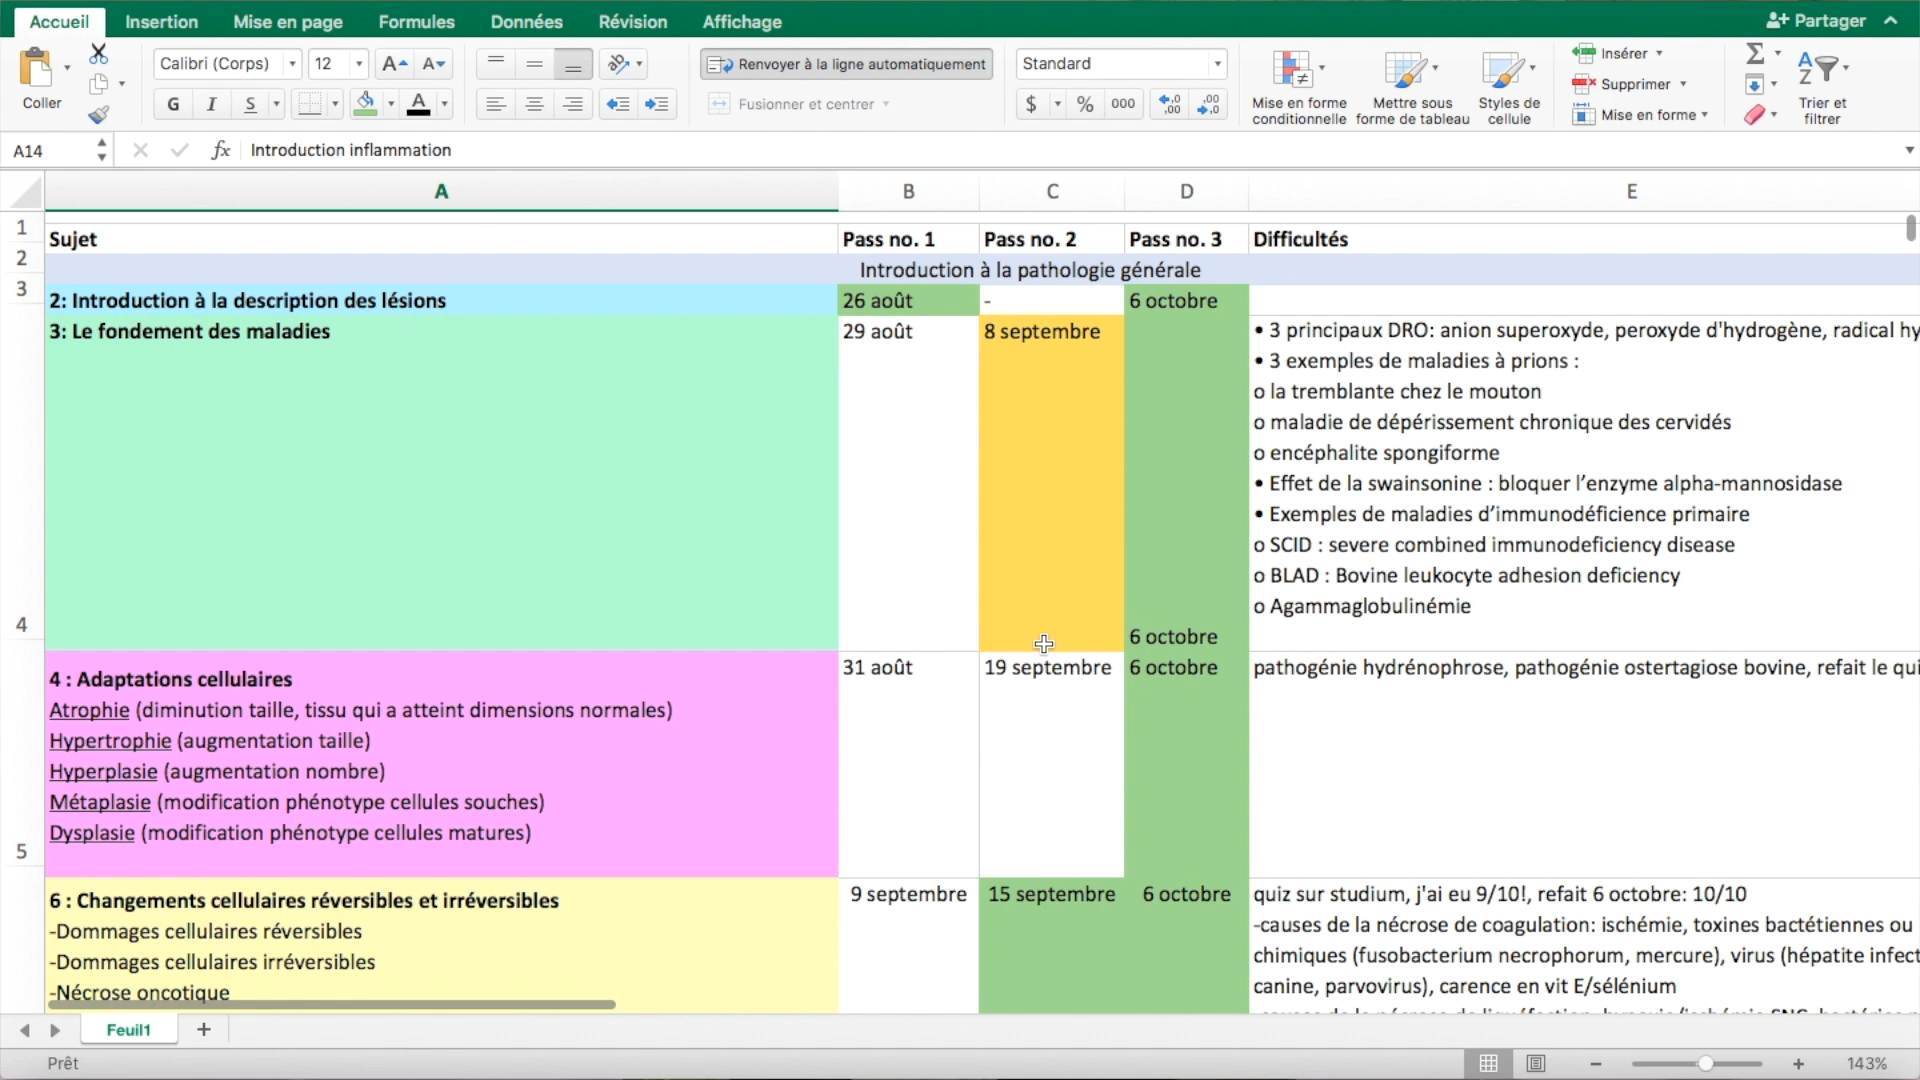 Accueil Insertion Mise en page Formules Données Révision Affichage Partager
Calibri (Corps) 12 A A Renvoyer à la ligne automatiquement Standard Insérer
Coller G I S A Fusionner et centrer $ % 000 Mise en forme conditionnelle Mettre sous forme de tableau Styles de cellule Supprimer Mise en forme Trier et filtrer
A14 fx Introduction inflammation
A B C D E
1 Sujet Pass no. 1 Pass no. 2 Pass no. 3 Difficultés
2 Introduction à la pathologie générale
3 2: Introduction à la description des lésions 26 août - 6 octobre
3: Le fondement des maladies 29 août 8 septembre • 3 principaux DRO: anion superoxyde, peroxyde d'hydrogène, radical hy
• 3 exemples de maladies à prions :
o la tremblante chez le mouton
o maladie de dépérissement chronique des cervidés
o encéphalite spongiforme
• Effet de la swainsonine : bloquer l’enzyme alpha-mannosidase
• Exemples de maladies d’immunodéficience primaire
o SCID : severe combined immunodeficiency disease
o BLAD : Bovine leukocyte adhesion deficiency
o Agammaglobulinémie
4 6 octobre
4 : Adaptations cellulaires 31 août 19 septembre 6 octobre pathogénie hydrénophrose, pathogénie ostertagiose bovine, refait le qui
Atrophie (diminution taille, tissu qui a atteint dimensions normales)
Hypertrophie (augmentation taille)
Hyperplasie (augmentation nombre)
Métaplasie (modification phénotype cellules souches)
Dysplasie (modification phénotype cellules matures)
5
6 : Changements cellulaires réversibles et irréversibles 9 septembre 15 septembre 6 octobre quiz sur studium, j'ai eu 9/10!, refait 6 octobre: 10/10
-Dommages cellulaires réversibles -causes de la nécrose de coagulation: ischémie, toxines bactétiennes ou
-Dommages cellulaires irréversibles chimiques (fusobacterium necrophorum, mercure), virus (hépatite infect
-Nécrose oncotique canine, parvovirus), carence en vit E/sélénium
Feuil1 +
Prêt 143%